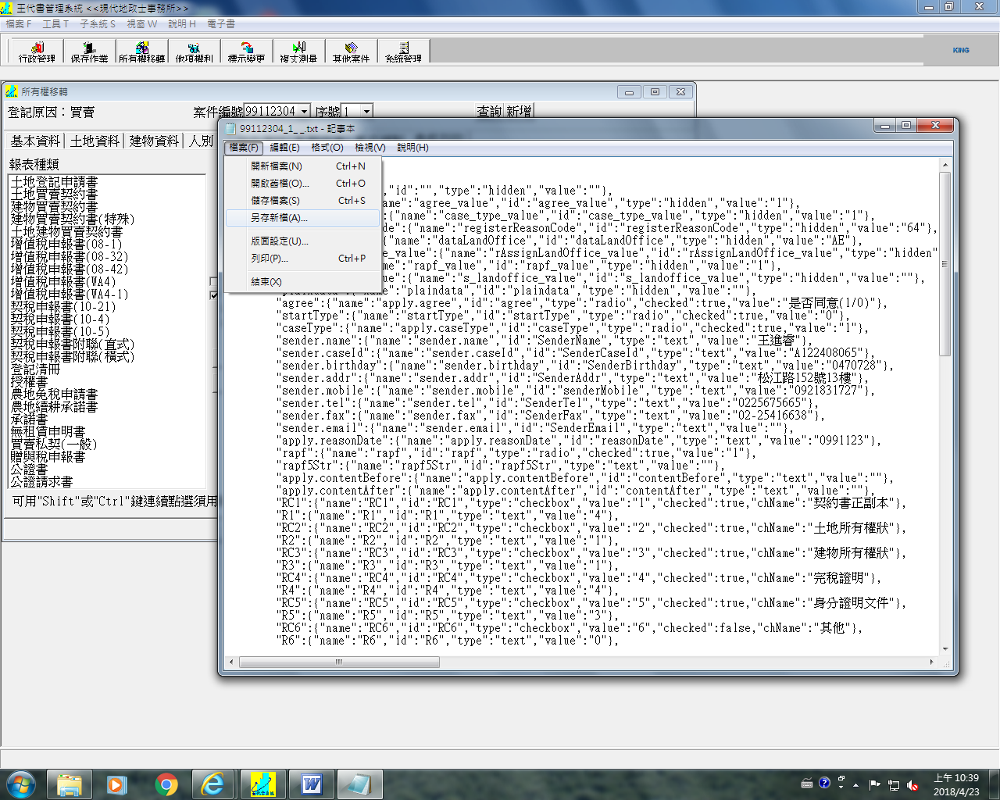 王代書管理系統 <<現代地政士事務所>>
檔案 F 工具 T 子系統 S 視窗 W 說明 H 電子書
行政管理 保存作業 所有權移轉 他項權利 標示變更 複丈測量 其他案件 系統管理
KING
所有權移轉
登記原因：買賣 案件編號 99112304 序號 1 查詢 新增
基本資料 土地資料 建物資料 人別
報表種類
土地登記申請書
土地買賣契約書
建物買賣契約書
建物買賣契約書(特殊)
土地建物買賣契約書
增值稅申報書(08-1)
增值稅申報書(08-32)
增值稅申報書(08-42)
增值稅申報書(WA4)
增值稅申報書(WA4-1)
契稅申報書(10-21)
契稅申報書(10-4)
契稅申報書(10-5)
契稅申報書附聯(直式)
契稅申報書附聯(橫式)
登記清冊
授權書
農地免稅申請書
農地續耕承諾書
承諾書
無租賃申明書
買賣私契(一般)
贈與稅申報書
公證書
公證請求書
可用"Shift"或"Ctrl"鍵連續點選須用
99112304_1_ _.txt - 記事本
檔案(F) 編輯(E) 格式(O) 檢視(V) 說明(H)
開新檔案(N) Ctrl+N
開啟舊檔(O)... Ctrl+O
儲存檔案(S) Ctrl+S
另存新檔(A)...
版面設定(U)...
列印(P)... Ctrl+P
結束(X)
,"id":"","type":"hidden","value":""},
name":"agree_value","id":"agree_value","type":"hidden","value":"1"},
:{"name":"case_type_value","id":"case_type_value","type":"hidden","value":"1"},
de":{"name":"registerReasonCode","id":"registerReasonCode","type":"hidden","value":"64"},
{"name":"dataLandOffice","id":"dataLandOffice","type":"hidden","value":"AE"},
e_value":{"name":"rAssignLandOffice_value","id":"rAssignLandOffice_value","type":"hidden"
name":"rapf_value","id":"rapf_value","type":"hidden","value":"1"},
ue":{"name":"s_landoffice_value","id":"s_landoffice_value","type":"hidden","value":""},
"plaindata":{"name":"plaindata","id":"plaindata","type":"hidden","value":""},
"agree":{"name":"apply.agree","id":"agree","type":"radio","checked":true,"value":"是否同意(1/0)"},
"startType":{"name":"startType","id":"startType","type":"radio","checked":true,"value":"0"},
"caseType":{"name":"apply.caseType","id":"caseType","type":"radio","checked":true,"value":"1"},
"sender.name":{"name":"sender.name","id":"SenderName","type":"text","value":"王進睿"},
"sender.caseId":{"name":"sender.caseId","id":"SenderCaseId","type":"text","value":"A122408065"},
"sender.birthday":{"name":"sender.birthday","id":"SenderBirthday","type":"text","value":"0470728"},
"sender.addr":{"name":"sender.addr","id":"SenderAddr","type":"text","value":"松江路152號13樓"},
"sender.mobile":{"name":"sender.mobile","id":"senderMobile","type":"text","value":"0921831727"},
"sender.tel":{"name":"sender.tel","id":"SenderTel","type":"text","value":"0225675665"},
"sender.fax":{"name":"sender.fax","id":"SenderFax","type":"text","value":"02-25416638"},
"sender.email":{"name":"sender.email","id":"SenderEmail","type":"text","value":""},
"apply.reasonDate":{"name":"apply.reasonDate","id":"reasonDate","type":"text","value":"0991123"},
"rapf":{"name":"rapf","id":"rapf","type":"radio","checked":true,"value":"1"},
"rapf5Str":{"name":"rapf5Str","id":"rapf5Str","type":"text","value":""},
"apply.contentBefore":{"name":"apply.contentBefore","id":"contentBefore","type":"text","value":""},
"apply.contentAfter":{"name":"apply.contentAfter","id":"contentAfter","type":"text","value":""},
"RC1":{"name":"RC1","id":"RC1","type":"checkbox","value":"1","checked":true,"chName":"契約書正副本"},
"R1":{"name":"R1","id":"R1","type":"text","value":"4"},
"RC2":{"name":"RC2","id":"RC2","type":"checkbox","value":"2","checked":true,"chName":"土地所有權狀"},
"R2":{"name":"R2","id":"R2","type":"text","value":"1"},
"RC3":{"name":"RC3","id":"RC3","type":"checkbox","value":"3","checked":true,"chName":"建物所有權狀"},
"R3":{"name":"R3","id":"R3","type":"text","value":"1"},
"RC4":{"name":"RC4","id":"RC4","type":"checkbox","value":"4","checked":true,"chName":"完稅證明"},
"R4":{"name":"R4","id":"R4","type":"text","value":"4"},
"RC5":{"name":"RC5","id":"RC5","type":"checkbox","value":"5","checked":true,"chName":"身分證明文件"},
"R5":{"name":"R5","id":"R5","type":"text","value":"3"},
"RC6":{"name":"RC6","id":"RC6","type":"checkbox","value":"6","checked":false,"chName":"其他"},
"R6":{"name":"R6","id":"R6","type":"text","value":"0"},
上午 10:39
2018/4/23